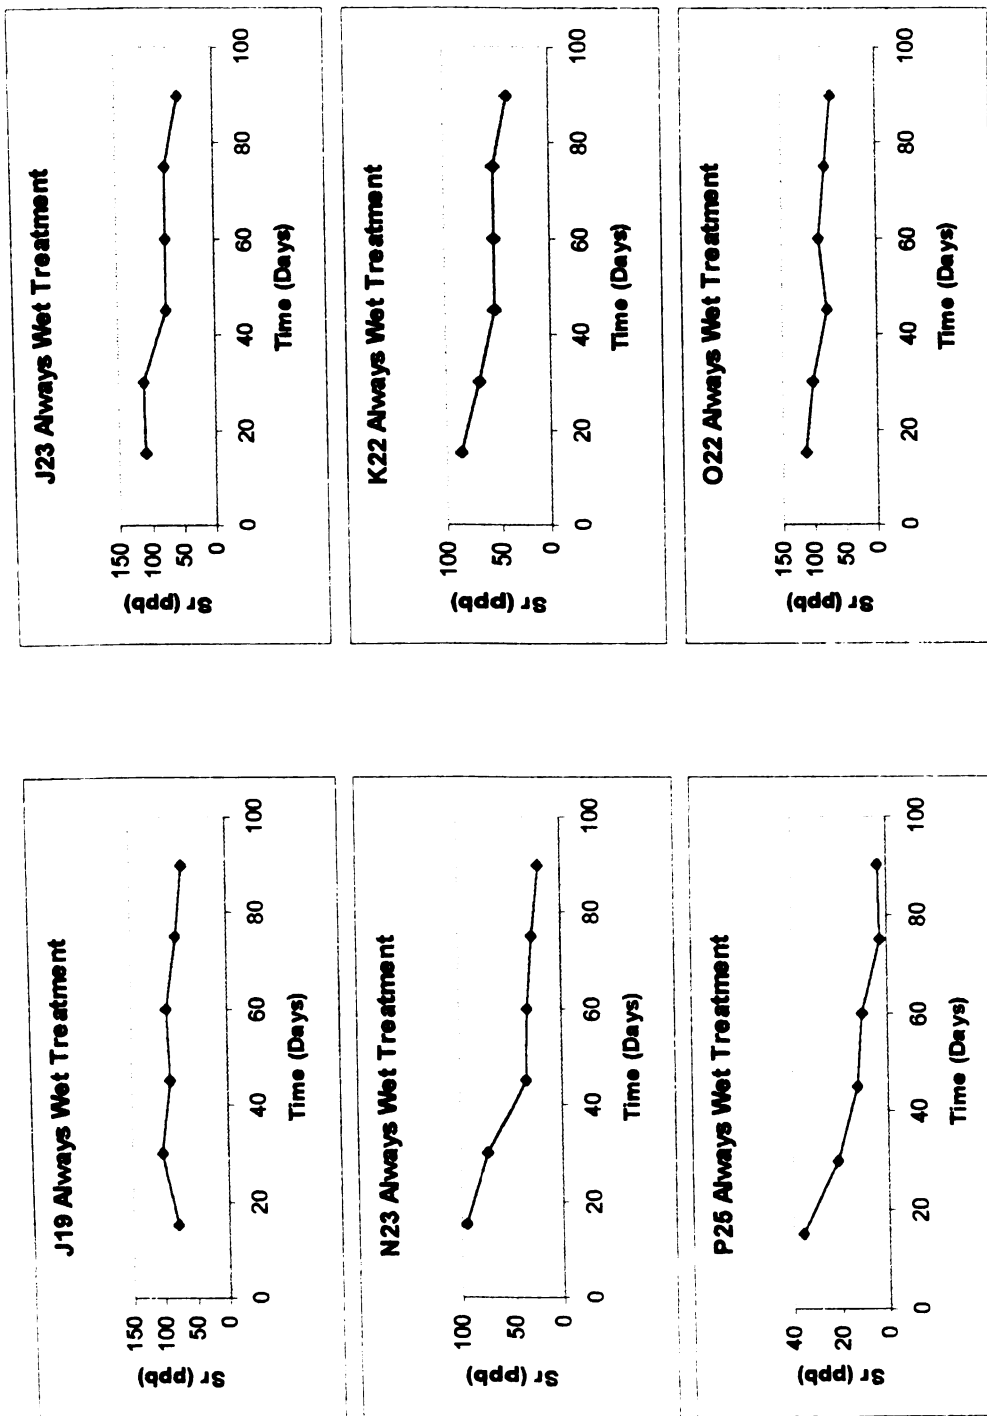 J19 Always Wet Treatment
Sr (ppb)
150
100
50
0
0 20 40 60 80 100
Time (Days)
J23 Always Wet Treatment
Sr (ppb)
150
100
50
0
0 20 40 60 80 100
Time (Days)
N23 Always Wet Treatment
Sr (ppb)
100
50
0
0 20 40 60 80 100
Time (Days)
K22 Always Wet Treatment
Sr (ppb)
100
50
0
0 20 40 60 80 100
Time (Days)
P25 Always Wet Treatment
Sr (ppb)
40
20
0
0 20 40 60 80 100
Time (Days)
O22 Always Wet Treatment
Sr (ppb)
150
100
50
0
0 20 40 60 80 100
Time (Days)